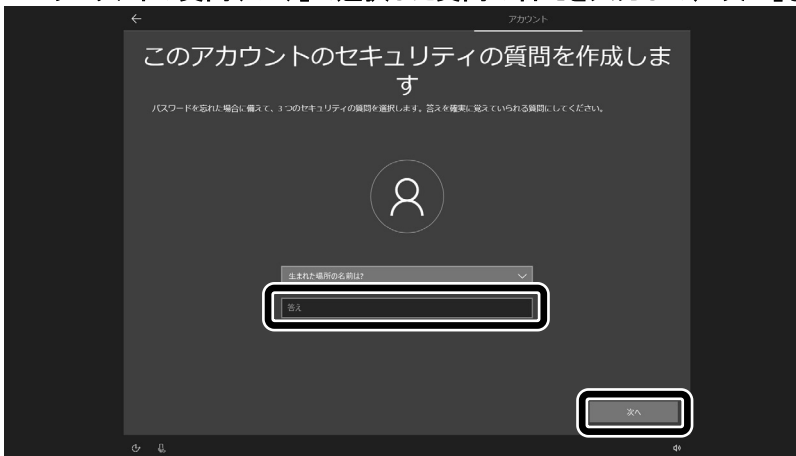 アカウント
このアカウントのセキュリティの質問を作成しま
す
パスワードを忘れた場合に備えて、3つのセキュリティの質問を選択します。答えを確実に覚えていられる質問にしてください。
生まれた場所の名前は?
答え
次へ